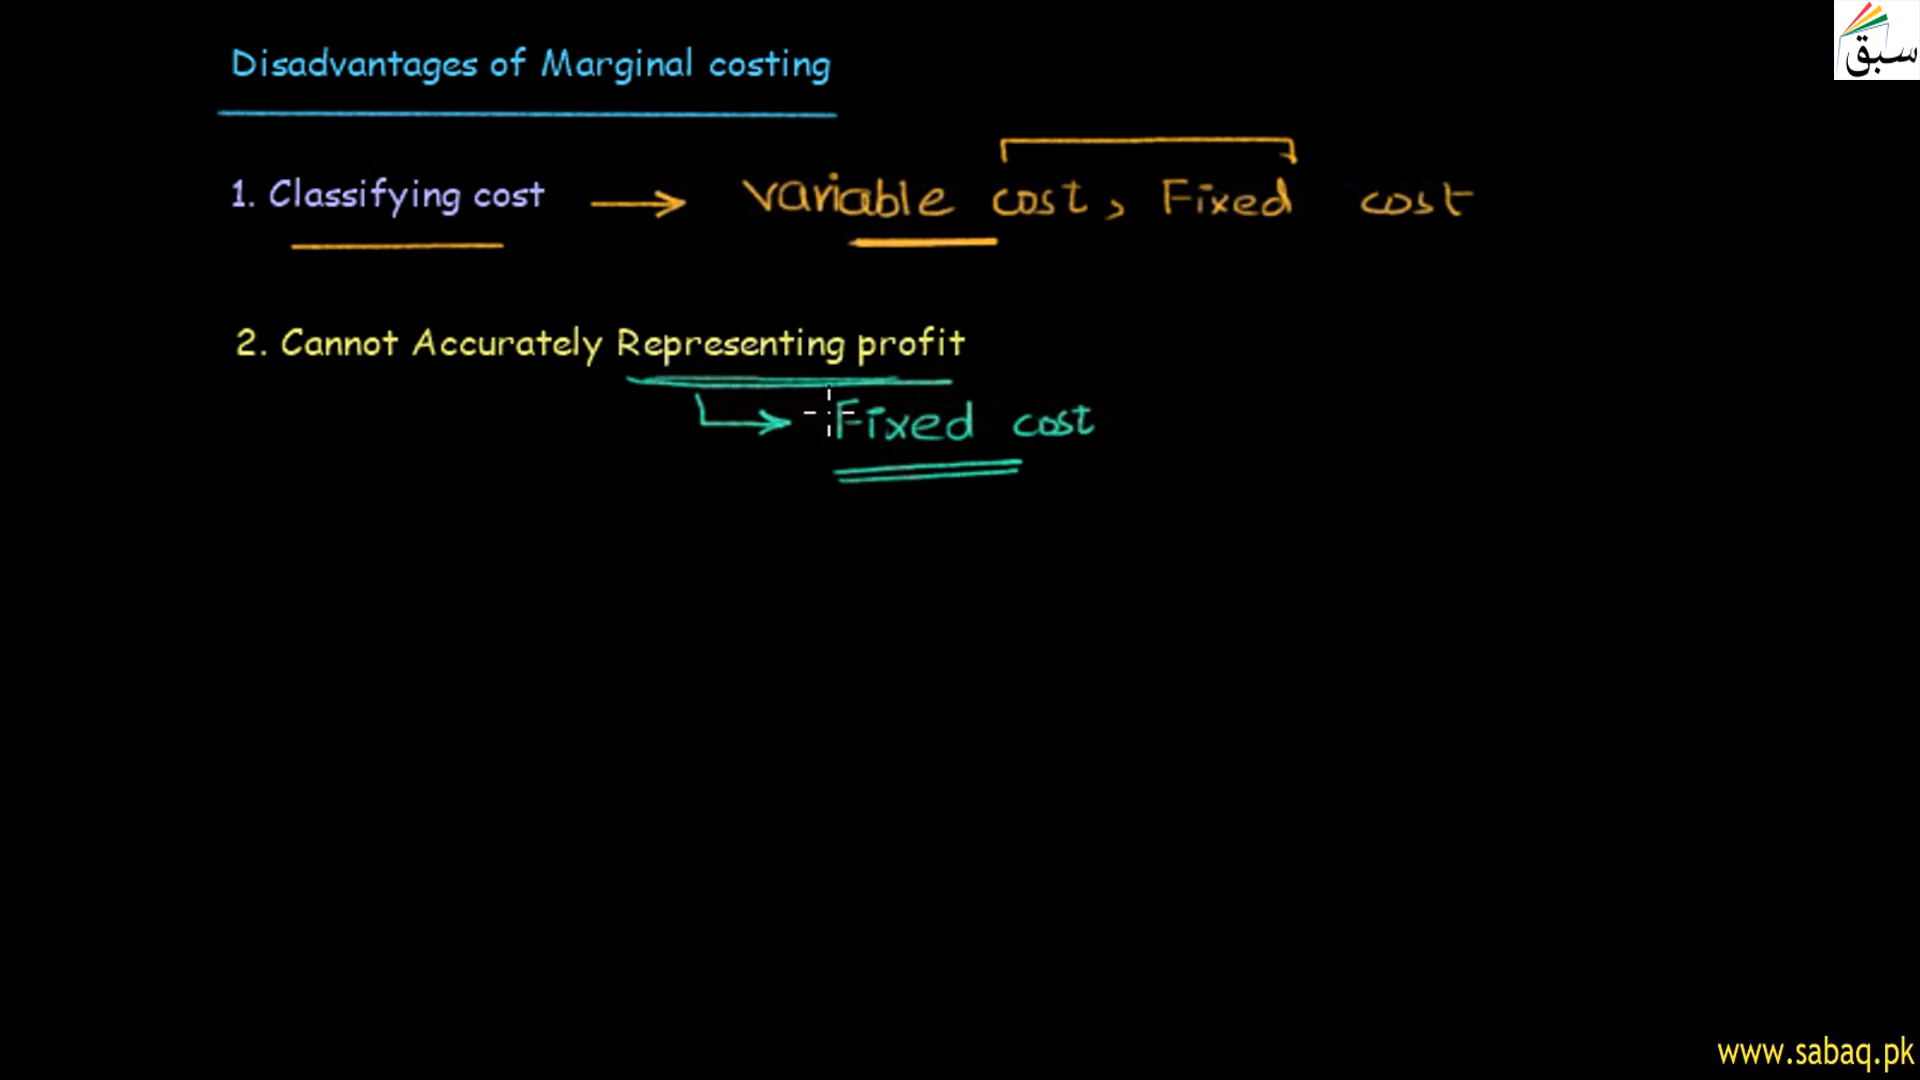 سبق
Disadvantages of Marginal costing
1. Classifying cost → variable cost, Fixed cost
2. Cannot Accurately Representing profit
Fixed cost
www.sabaq.pk